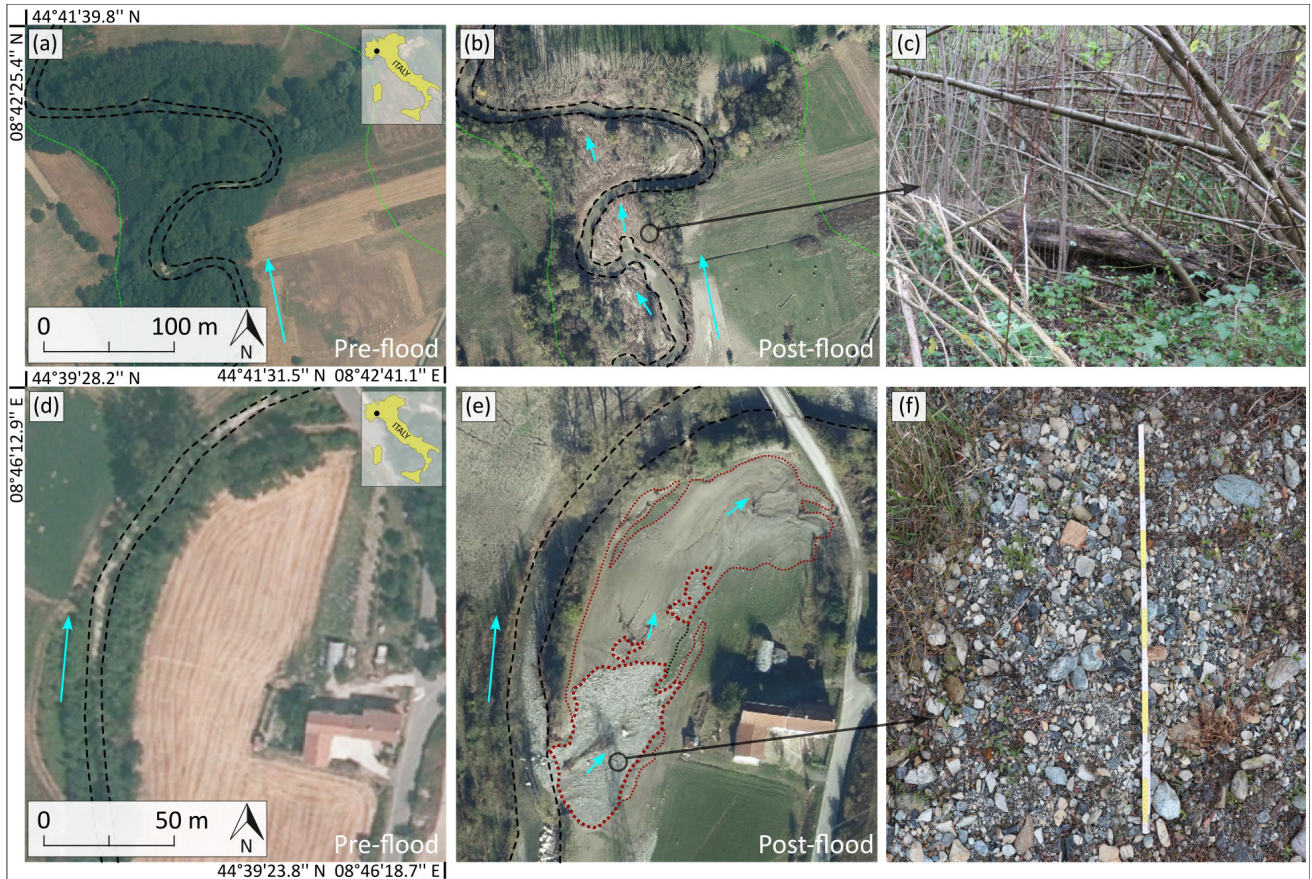 44°41'39.8''
08°42'25.4'' N
(a)
ITALY
0 100 m
N
Pre-flood
(b)
Post-flood
(c)
44°39'28.2'' N
44°41'31.5'' 08°42'41.1'' E
08°46'12.9'' E
(d)
ITALY
0 50 m
N
Pre-flood
(e)
Post-flood
(f)
44°39'23.8'' N 08°46'18.7'' E